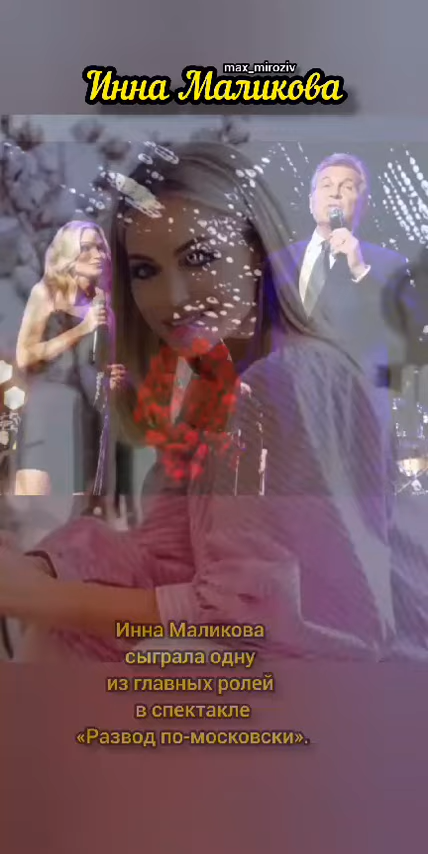 max_miroziv
Инна Маликова
Инна Маликова
сыграла одну
из главных ролей
в спектакле
«Развод по-московски».